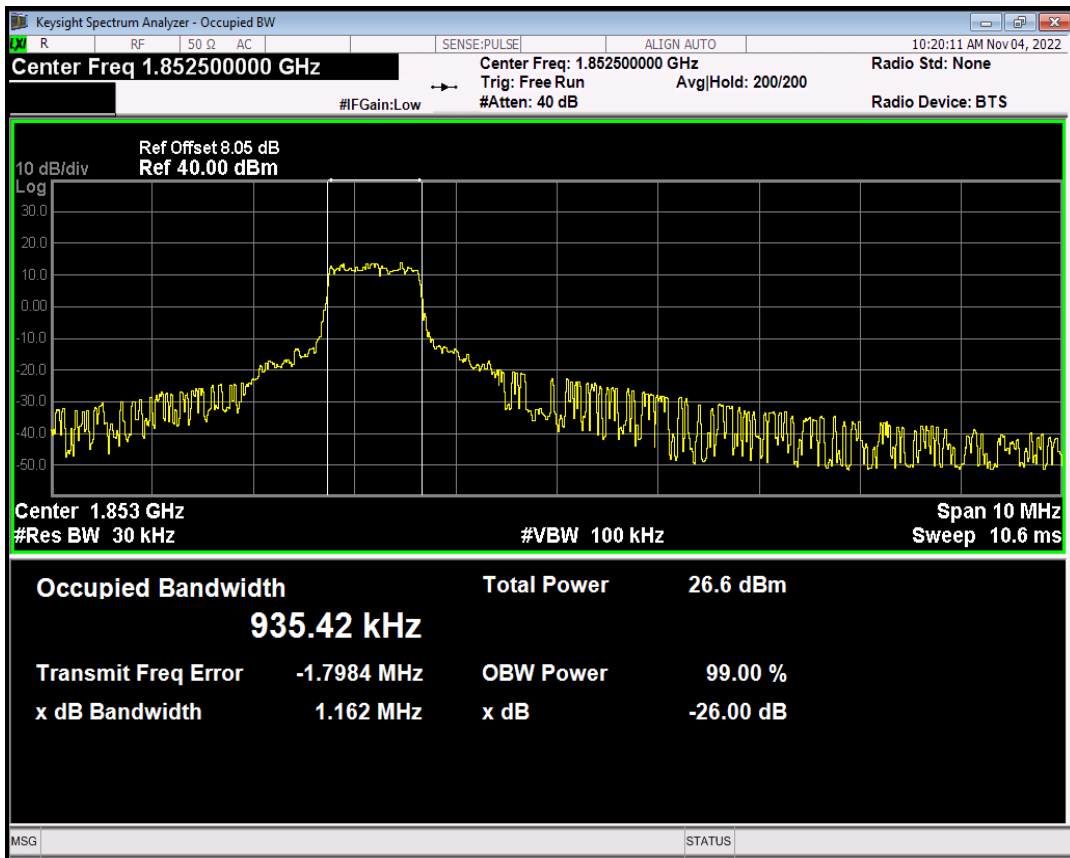 Keysight Spectrum Analyzer - Occupied BW
LXI R RF 50 Ω AC SENSE:PULSE ALIGN AUTO 10:20:11 AM Nov 04, 2022
Center Freq 1.852500000 GHz Center Freq: 1.852500000 GHz Radio Std: None
Trig: Free Run Avg|Hold: 200/200
#IFGain:Low #Atten: 40 dB Radio Device: BTS
Ref Offset 8.05 dB
10 dB/div Ref 40.00 dBm
Log
30.0
20.0
10.0
0.00
-10.0
-20.0
-30.0
-40.0
-50.0
Center 1.853 GHz Span 10 MHz
#Res BW 30 kHz #VBW 100 kHz Sweep 10.6 ms
Occupied Bandwidth Total Power 26.6 dBm
935.42 kHz
Transmit Freq Error -1.7984 MHz OBW Power 99.00 %
x dB Bandwidth 1.162 MHz x dB -26.00 dB
MSG STATUS